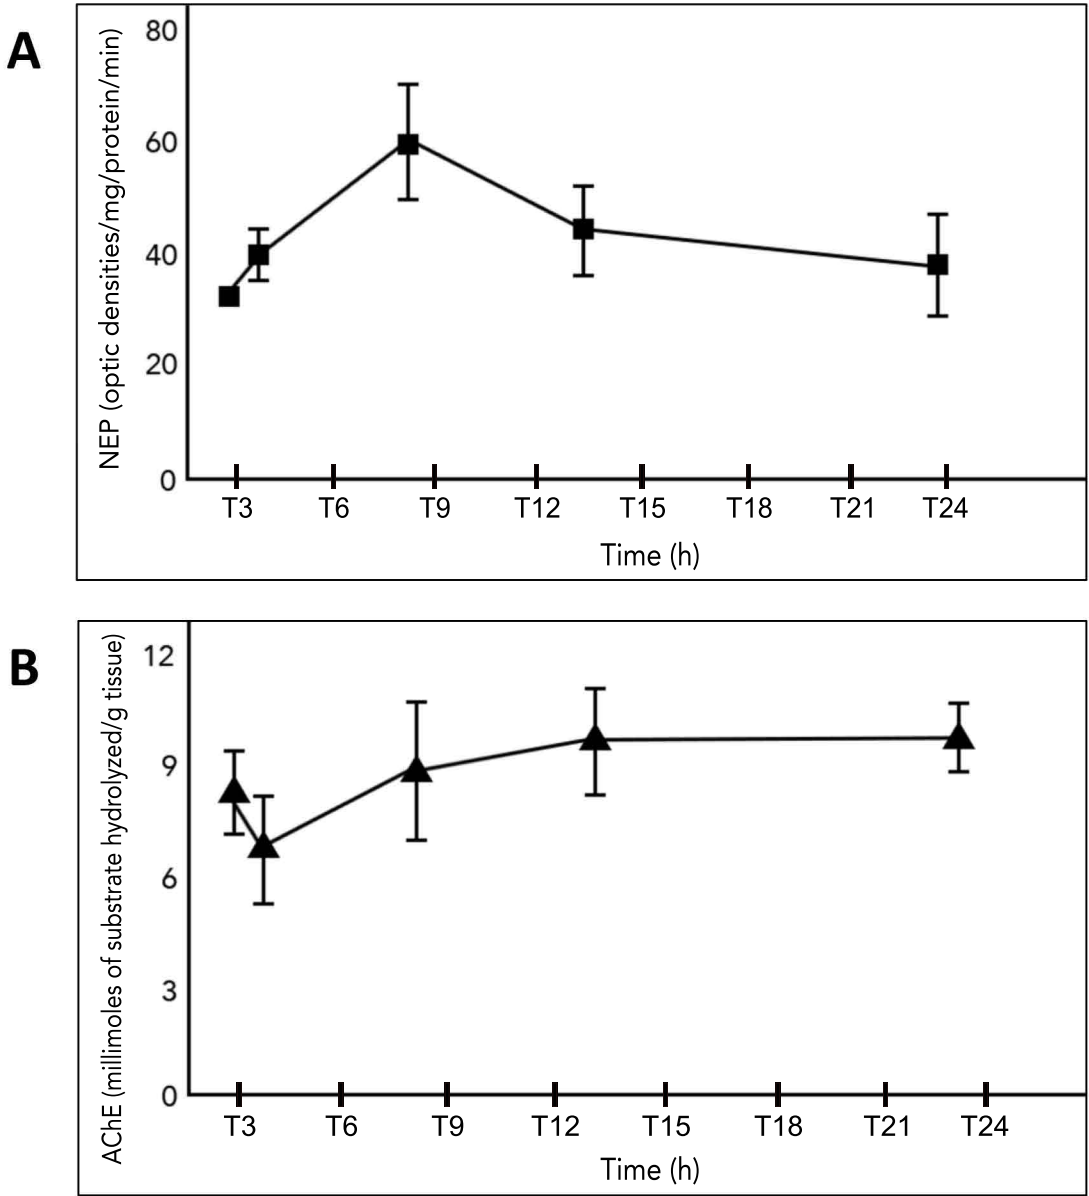 A
NEP (optic densities/mg/protein/min)
80
60
40
20
0
T3 T6 T9 T12 T15 T18 T21 T24
Time (h)
B
AChE (millimoles of substrate hydrolyzed/g tissue)
12
9
6
3
0
T3 T6 T9 T12 T15 T18 T21 T24
Time (h)